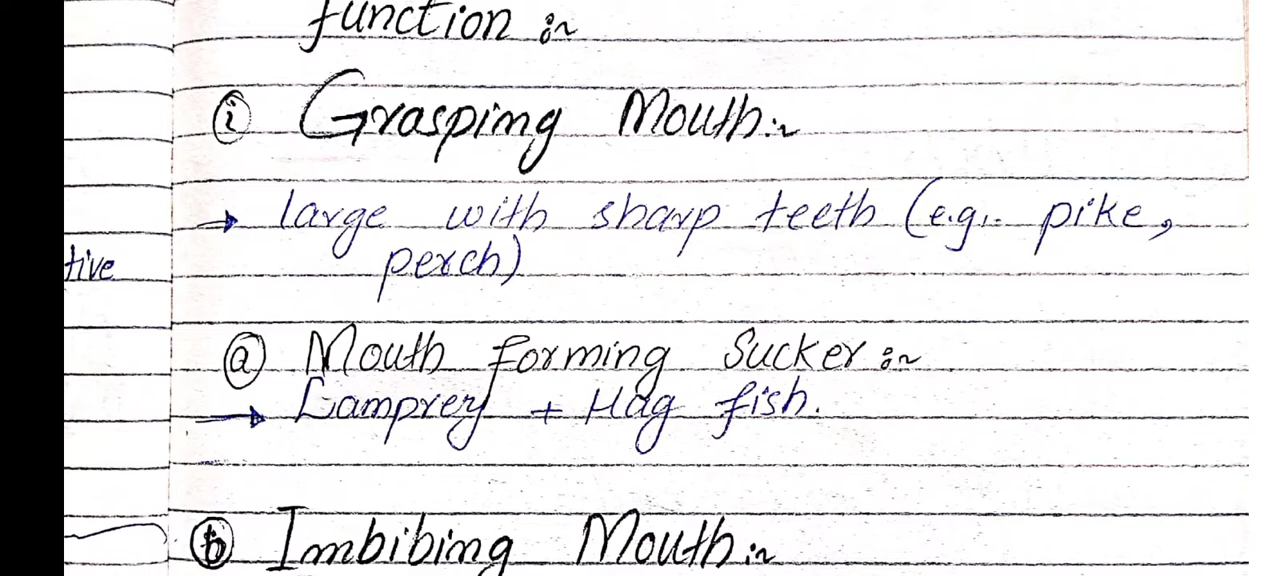 function :~
(i) Grasping Mouth:~
→ large with sharp teeth (e.g:- pike,
tive
perch)
(a) Mouth forming Sucker :~
→ Lamprey + Hag fish.
(b) Imbibing Mouth:~